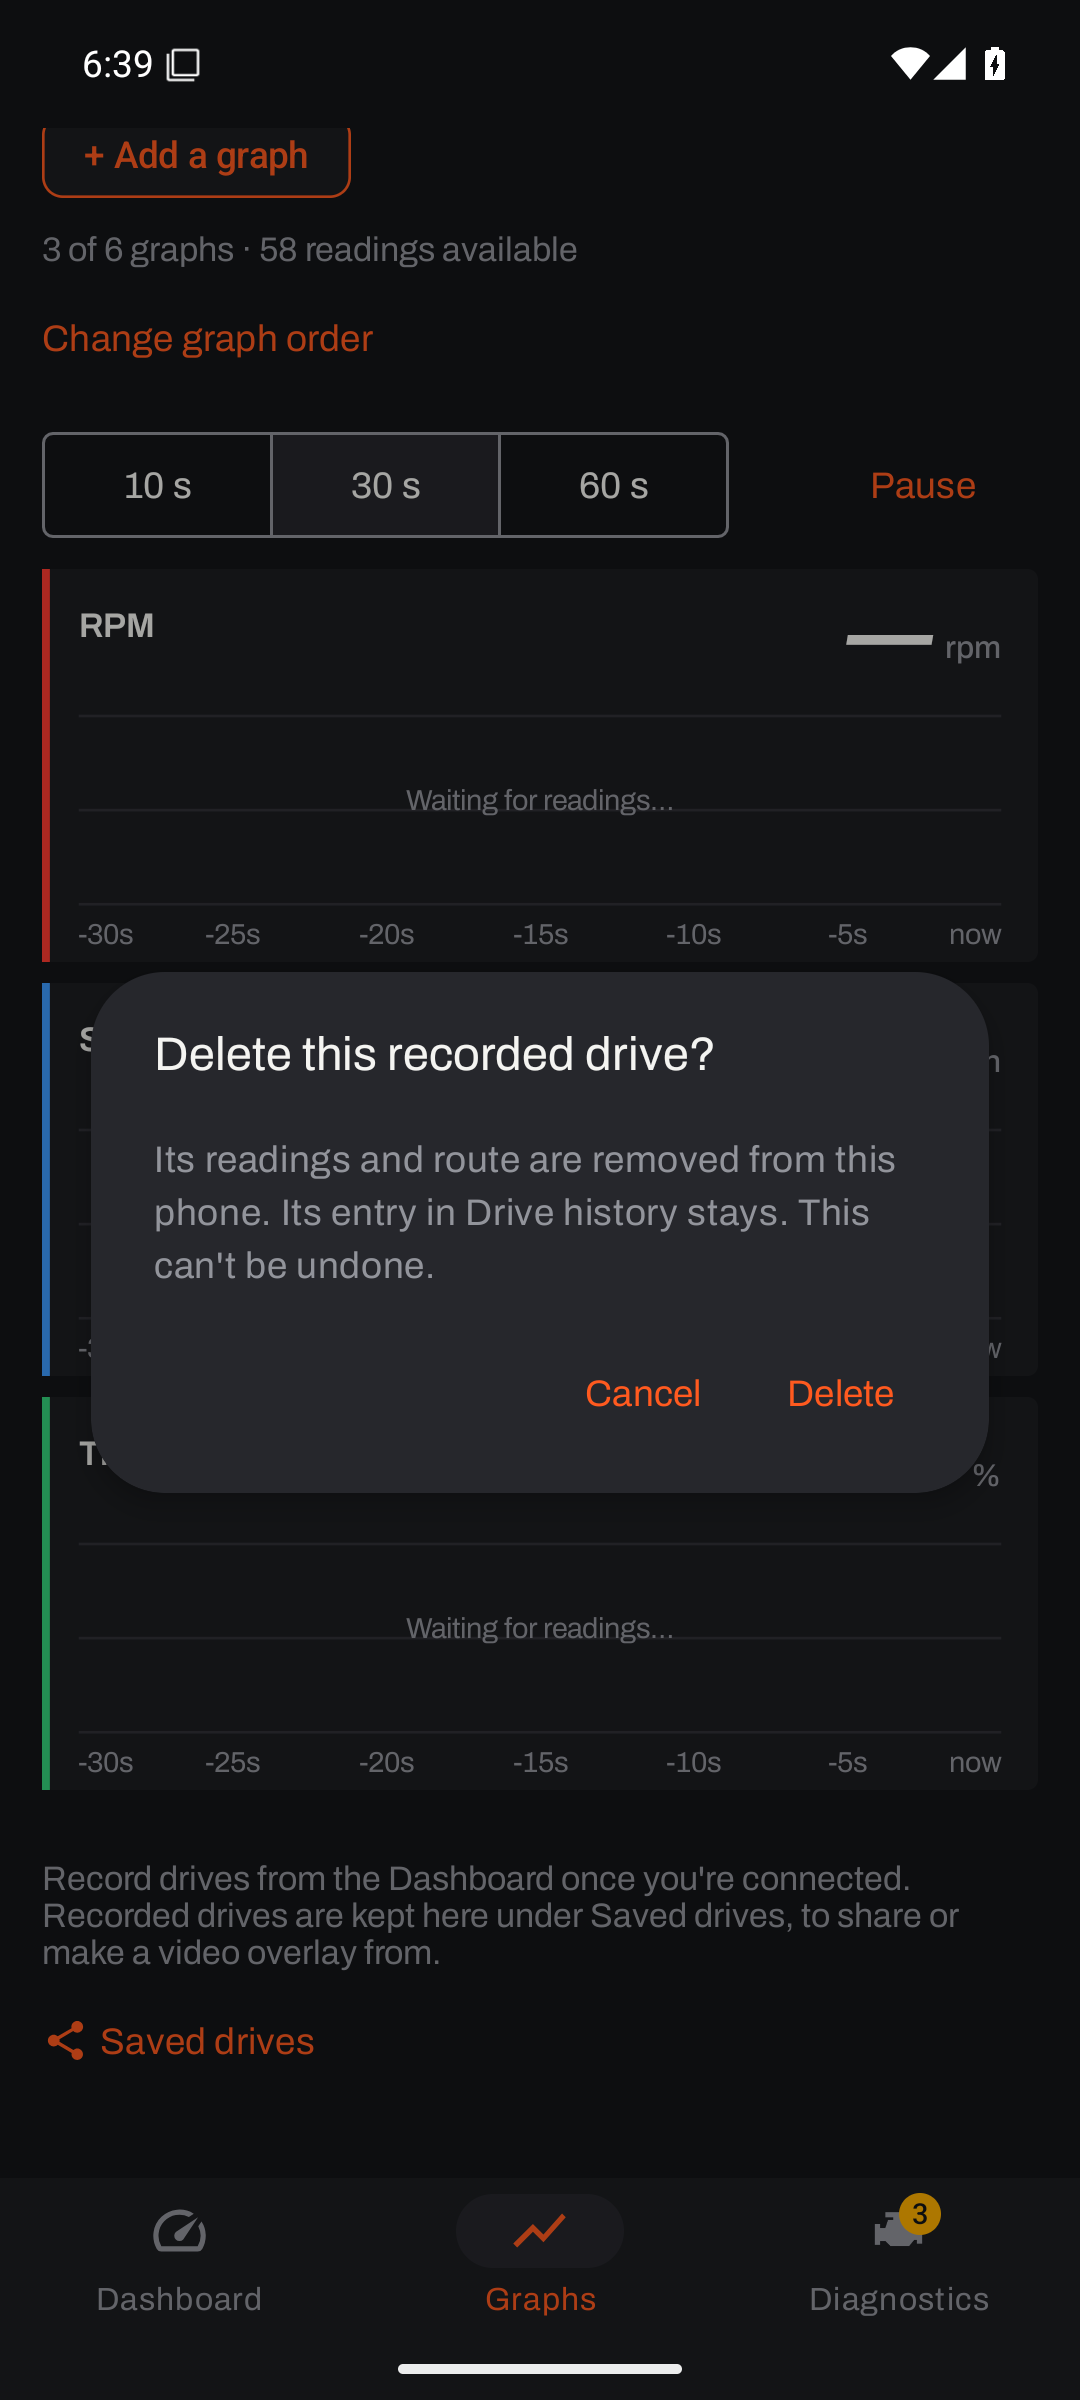 6:39
+ Add a graph
3 of 6 graphs · 58 readings available
Change graph order
10 s
30 s
60 s
Pause
RPM
rpm
Waiting for readings...
-30s
-25s
-20s
-15s
-10s
-5s
now
Delete this recorded drive?
Its readings and route are removed from this
phone. Its entry in Drive history stays. This
can't be undone.
Cancel
Delete
%
Waiting for readings...
-30s
-25s
-20s
-15s
-10s
-5s
now
Record drives from the Dashboard once you're connected.
Recorded drives are kept here under Saved drives, to share or
make a video overlay from.
Saved drives
3
Dashboard
Graphs
Diagnostics